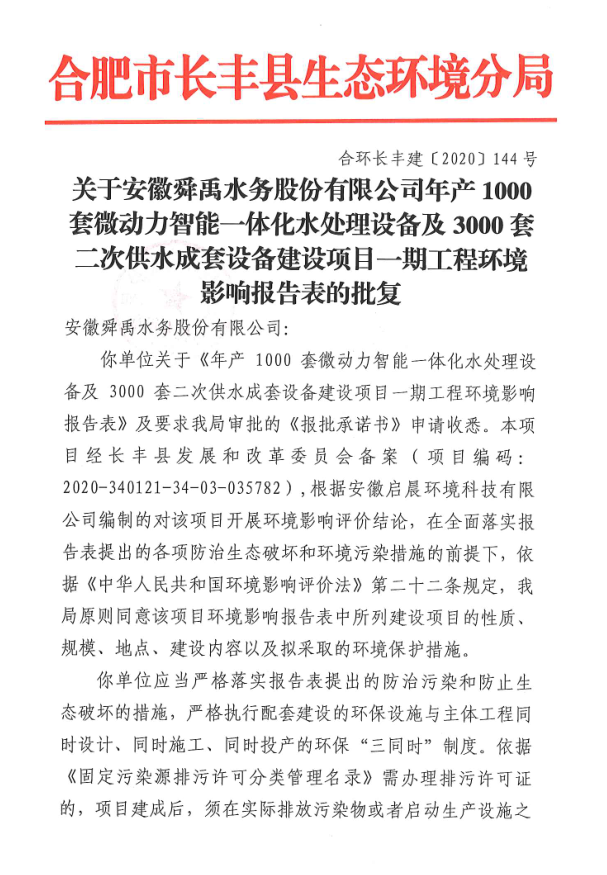 合肥市长丰县生态环境分局
合环长丰建〔2020〕144号
关于安徽舜禹水务股份有限公司年产1000
套微动力智能一体化水处理设备及3000套
二次供水成套设备建设项目一期工程环境
影响报告表的批复
安徽舜禹水务股份有限公司：
你单位关于《年产 1000 套微动力智能一体化水处理设
备及 3000 套二次供水成套设备建设项目一期工程环境影响
报告表》及要求我局审批的《报批承诺书》申请收悉。本项
目经长丰县发展和改革委员会备案（项目编码：
2020-340121-34-03-035782），根据安徽启晨环境科技有限
公司编制的对该项目开展环境影响评价结论，在全面落实报
告表提出的各项防治生态破坏和环境污染措施的前提下，依
据《中华人民共和国环境影响评价法》第二十二条规定，我
局原则同意该项目环境影响报告表中所列建设项目的性质、
规模、地点、建设内容以及拟采取的环境保护措施。
你单位应当严格落实报告表提出的防治污染和防止生
态破坏的措施，严格执行配套建设的环保设施与主体工程同
时设计、同时施工、同时投产的环保“三同时”制度。依据
《固定污染源排污许可分类管理名录》需办理排污许可证
的，项目建成后，须在实际排放污染物或者启动生产设施之